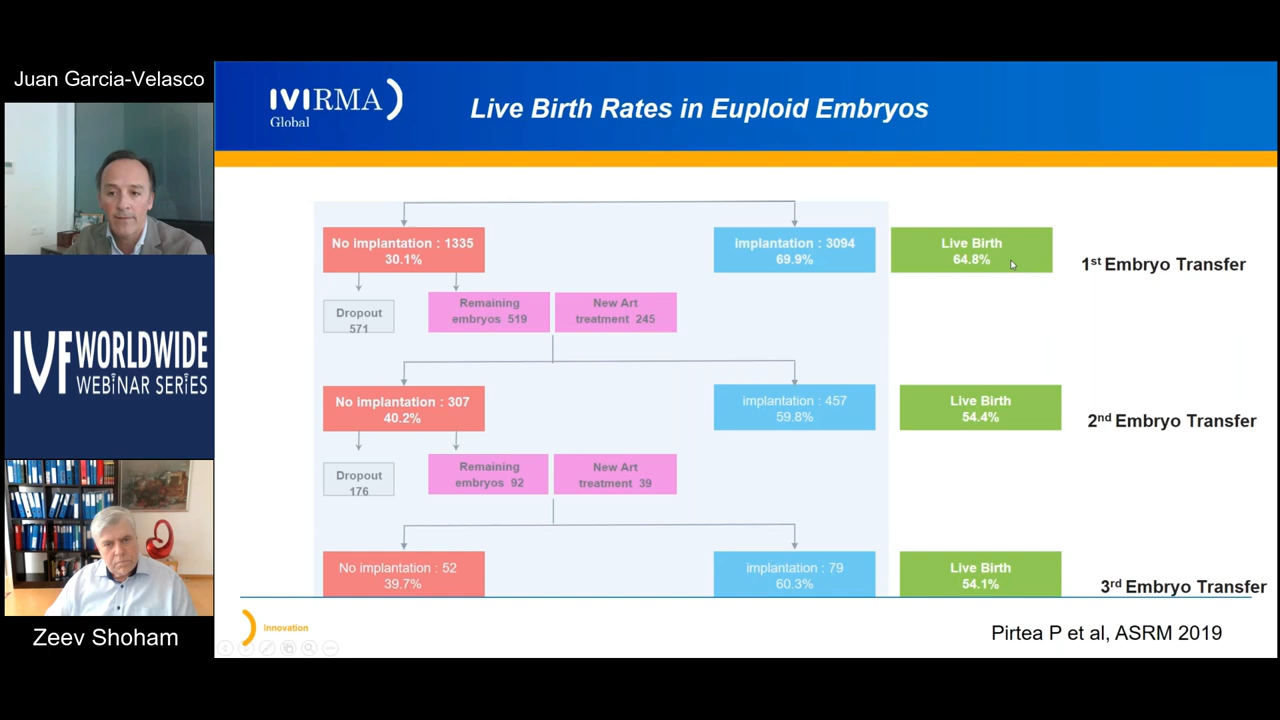 Juan Garcia-Velasco
IVIRMA
Global
Live Birth Rates in Euploid Embryos
No implantation : 1335
30.1%
implantation : 3094
69.9%
Live Birth
64.8%
1st Embryo Transfer
Dropout
571
Remaining
embryos 519
New Art
treatment 245
IVF WORLDWIDE
WEBINAR SERIES
No implantation : 307
40.2%
implantation : 457
59.8%
Live Birth
54.4%
2nd Embryo Transfer
Dropout
176
Remaining
embryos 92
New Art
treatment 39
No implantation : 52
39.7%
implantation : 79
60.3%
Live Birth
54.1%
3rd Embryo Transfer
Innovation
Pirtea P et al, ASRM 2019
Zeev Shoham